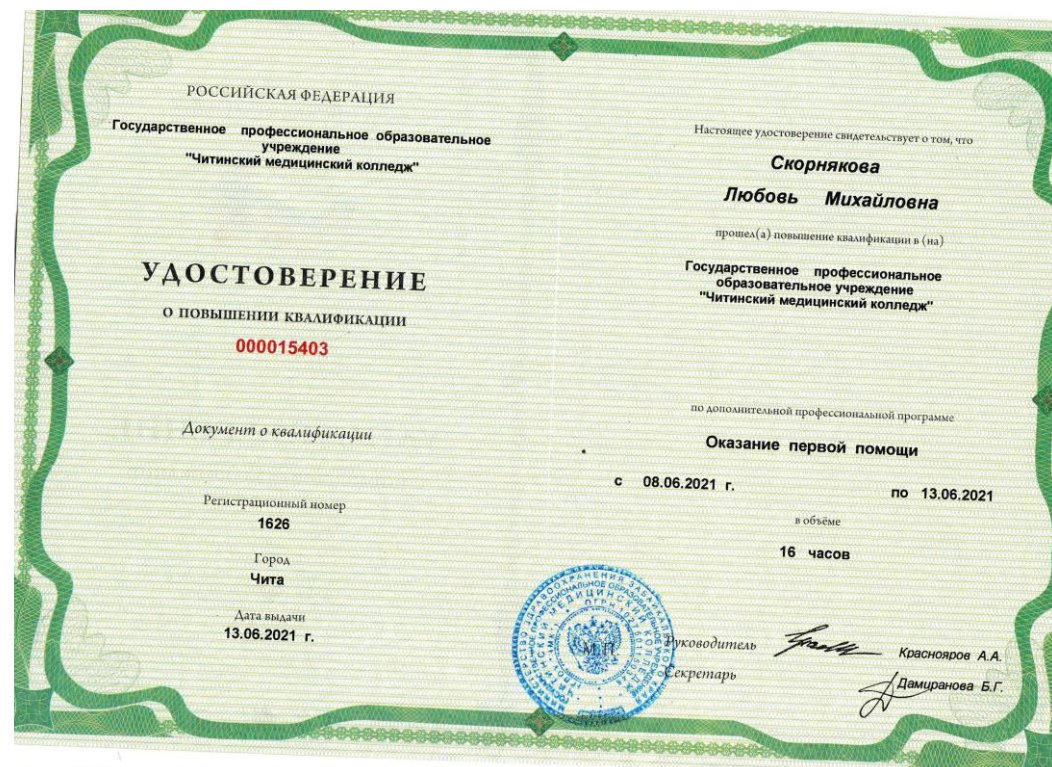 РОССИЙСКАЯ ФЕДЕРАЦИЯ
Государственное профессиональное образовательное
учреждение
"Читинский медицинский колледж"
УДОСТОВЕРЕНИЕ
О ПОВЫШЕНИИ КВАЛИФИКАЦИИ
000015403
Документ о квалификации
Регистрационный номер
1626
Город
Чита
Дата выдачи
13.06.2021 г.
Настоящее удостоверение свидетельствует о том, что
Скорнякова
Любовь Михайловна
прошел(а) повышение квалификации в (на)
Государственное профессиональное
образовательное учреждение
"Читинский медицинский колледж"
по дополнительной профессиональной программе
Оказание первой помощи
с 08.06.2021 г. по 13.06.2021
в объёме
16 часов
М.П.
Руководитель Беспалов Краснояров А.А.
Секретарь Дамиранова Б.Г.